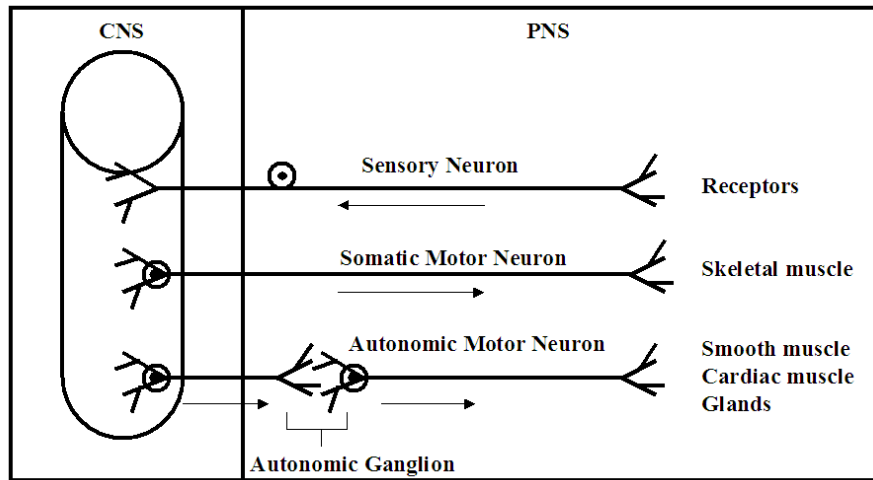 CNS
PNS
Sensory Neuron
Receptors
Somatic Motor Neuron
Skeletal muscle
Autonomic Motor Neuron
Smooth muscle
Cardiac muscle
Glands
Autonomic Ganglion